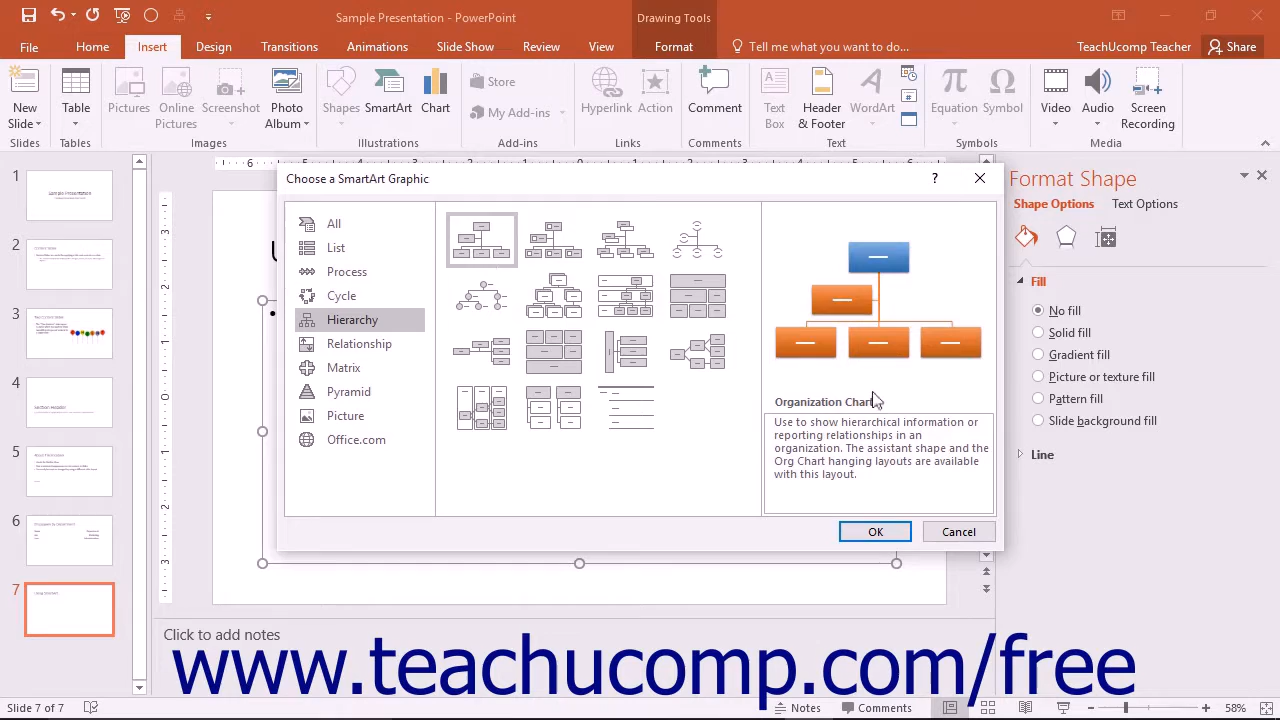 Sample Presentation - PowerPoint
Drawing Tools
File
Home
Insert
Design
Transitions
Animations
Slide Show
Review
View
Format
Tell me what you want to do...
TeachUcomp Teacher
Share
New
Slide
Slides
Table
Tables
Pictures
Online
Pictures
Screenshot
Photo
Album
Images
Shapes
SmartArt
Chart
Illustrations
Store
My Add-ins
Add-ins
Hyperlink
Action
Links
Comment
Comments
Text
Box
Header
& Footer
WordArt
Text
Equation
Symbol
Symbols
Video
Audio
Screen
Recording
Media
1
2
3
4
5
6
7
Choose a SmartArt Graphic
?
All
List
Process
Cycle
Hierarchy
Relationship
Matrix
Pyramid
Picture
Office.com
Organization Chart
Use to show hierarchical information or
reporting relationships in an
organization. The assistant shape and the
Org Chart hanging layouts are available
with this layout.
OK
Cancel
Format Shape
Shape Options
Text Options
Fill
No fill
Solid fill
Gradient fill
Picture or texture fill
Pattern fill
Slide background fill
Line
Click to add notes
www.teachucomp.com/free
Slide 7 of 7
Notes
Comments
58%